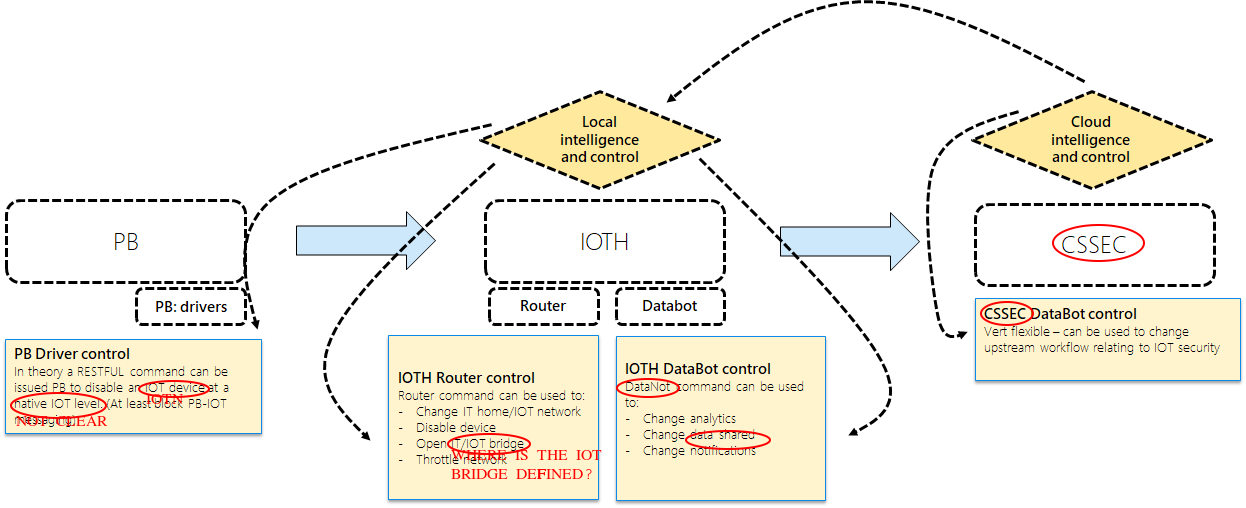 Local
intelligence
and control
Cloud
intelligence
and control
PB
IOTH
CSSEC
PB: drivers
Router
Databot
PB Driver control
In theory a RESTFUL command can be
issued PB to disable an IOT device at a
native IOT level. (At least block PB-IOT
messaging)
IOTN
NOT CLEAR
IOTH Router control
Router command can be used to:
- Change IT home/IOT network
- Disable device
- Open IT/IOT bridge
- Throttle network
WHERE IS THE IOT
BRIDGE DEFINED?
IOTH DataBot control
DataNot command can be used
to:
- Change analytics
- Change data shared
- Change notifications
CSSEC DataBot control
Vert flexible – can be used to change
upstream workflow relating to IOT security